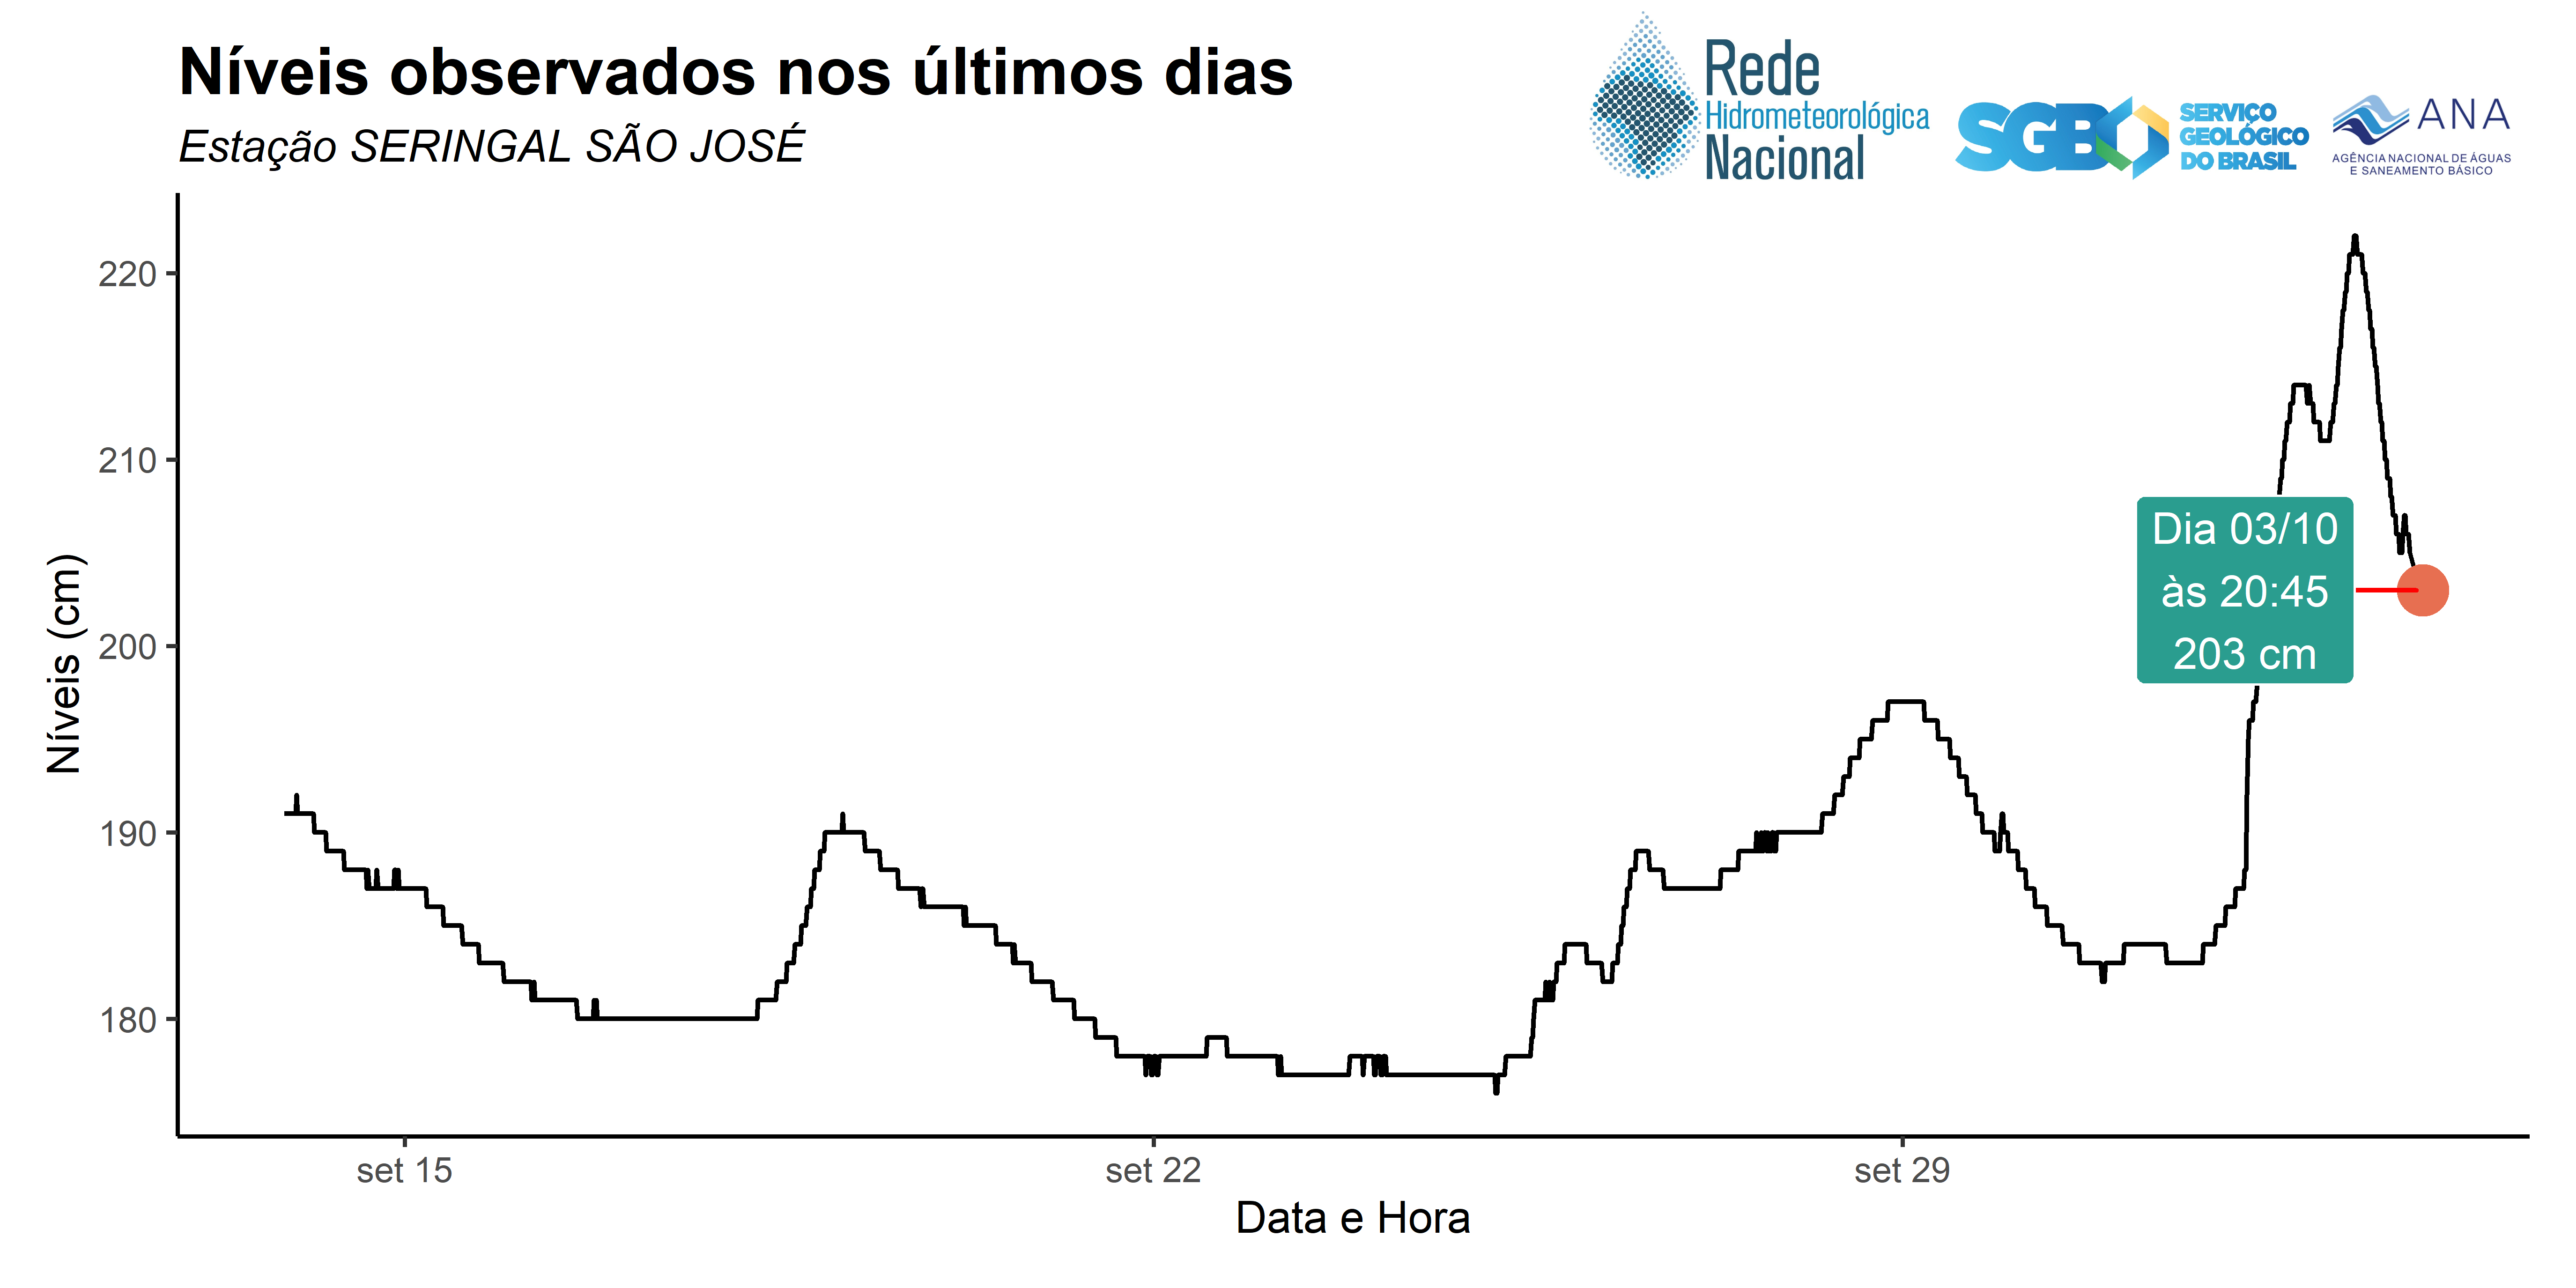 Níveis observados nos últimos dias
Estação SERINGAL SÃO JOSÉ
Rede
Hidrometeorológica
Nacional
SGB
SERVIÇO
GEOLÓGICO
DO BRASIL
ANA
AGÊNCIA NACIONAL DE ÁGUAS
E SANEAMENTO BÁSICO
Níveis (cm)
220
210
200
190
180
Dia 03/10
às 20:45
203 cm
set 15
set 22
set 29
Data e Hora